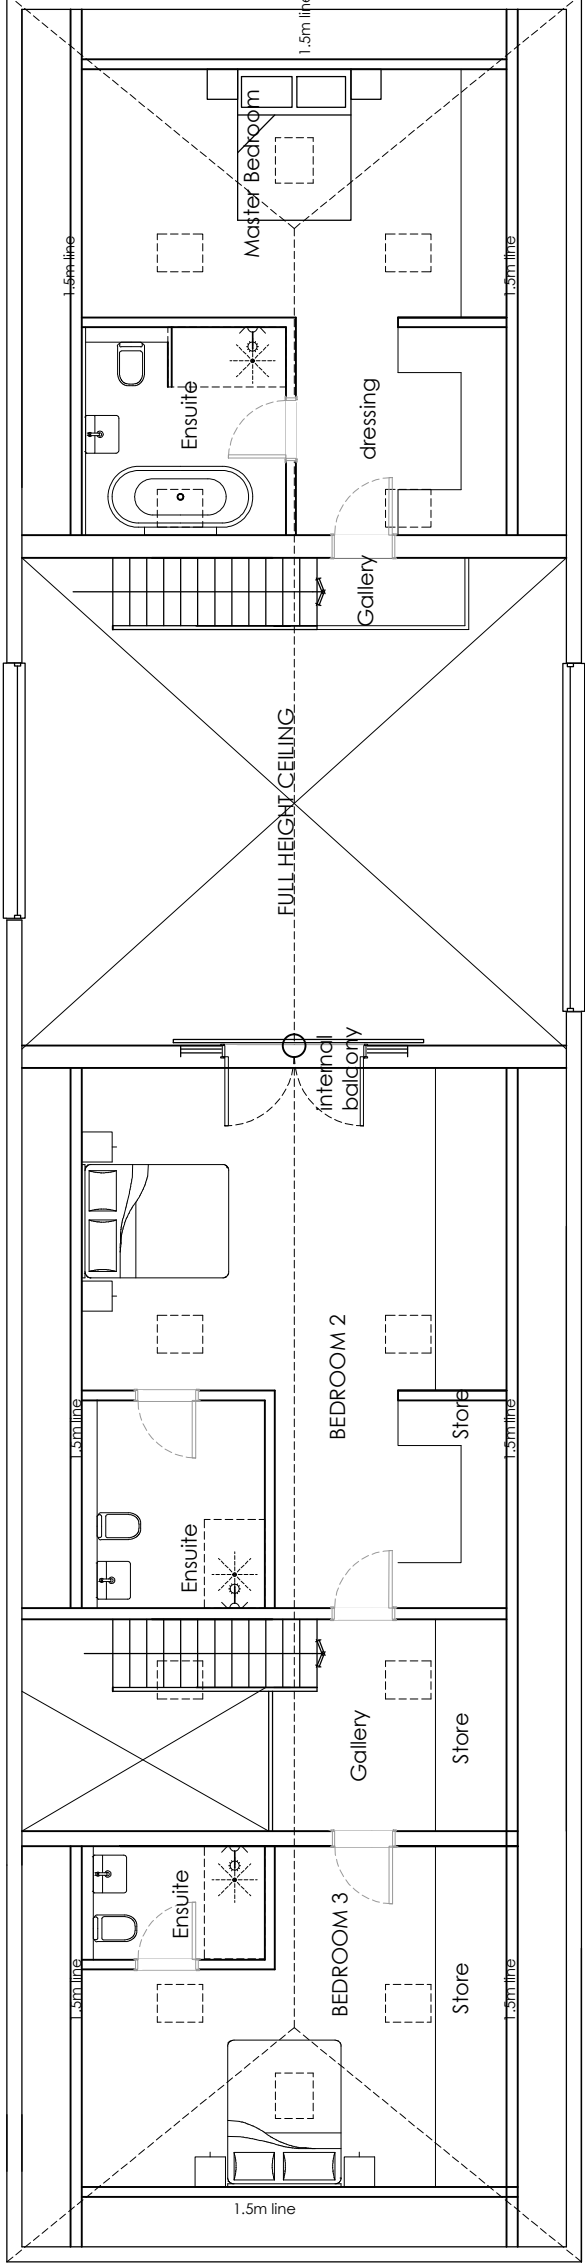 1.5m line
Master Bedroom
1.5m line
1.5m line
Ensuite
dressing
Gallery
FULL HEIGHT CEILING
internal
balcony
BEDROOM 2
1.5m line
Store
1.5m line
Ensuite
Gallery
Store
Ensuite
BEDROOM 3
1.5m line
Store
1.5m line
1.5m line